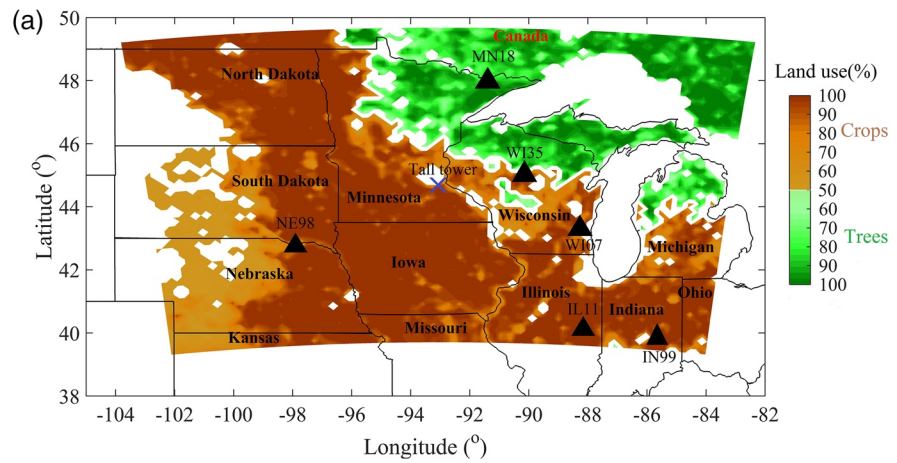 (a)
Canada
MN18
North Dakota
WI35
Tall tower
South Dakota
Minnesota
Wisconsin
NE98
WI07
Michigan
Nebraska
Iowa
Illinois
Indiana
Ohio
IL11
Kansas
Missouri
IN99
50
48
46
44
42
40
38
Latitude (o)
-104
-102
-100
-98
-96
-94
-92
-90
-88
-86
-84
-82
Longitude (o)
Land use(%)
100
90
80
70
60
50
60
70
80
90
100
Crops
Trees